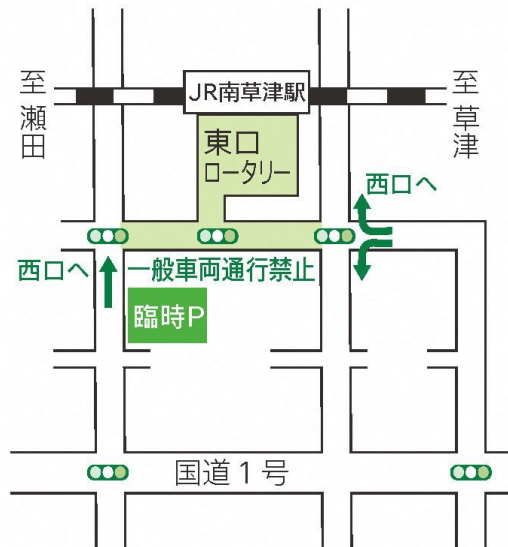 JR南草津駅
至瀬田
至草津
東口
ロータリー
西口へ
西口へ
一般車両通行禁止
臨時P
国道1号